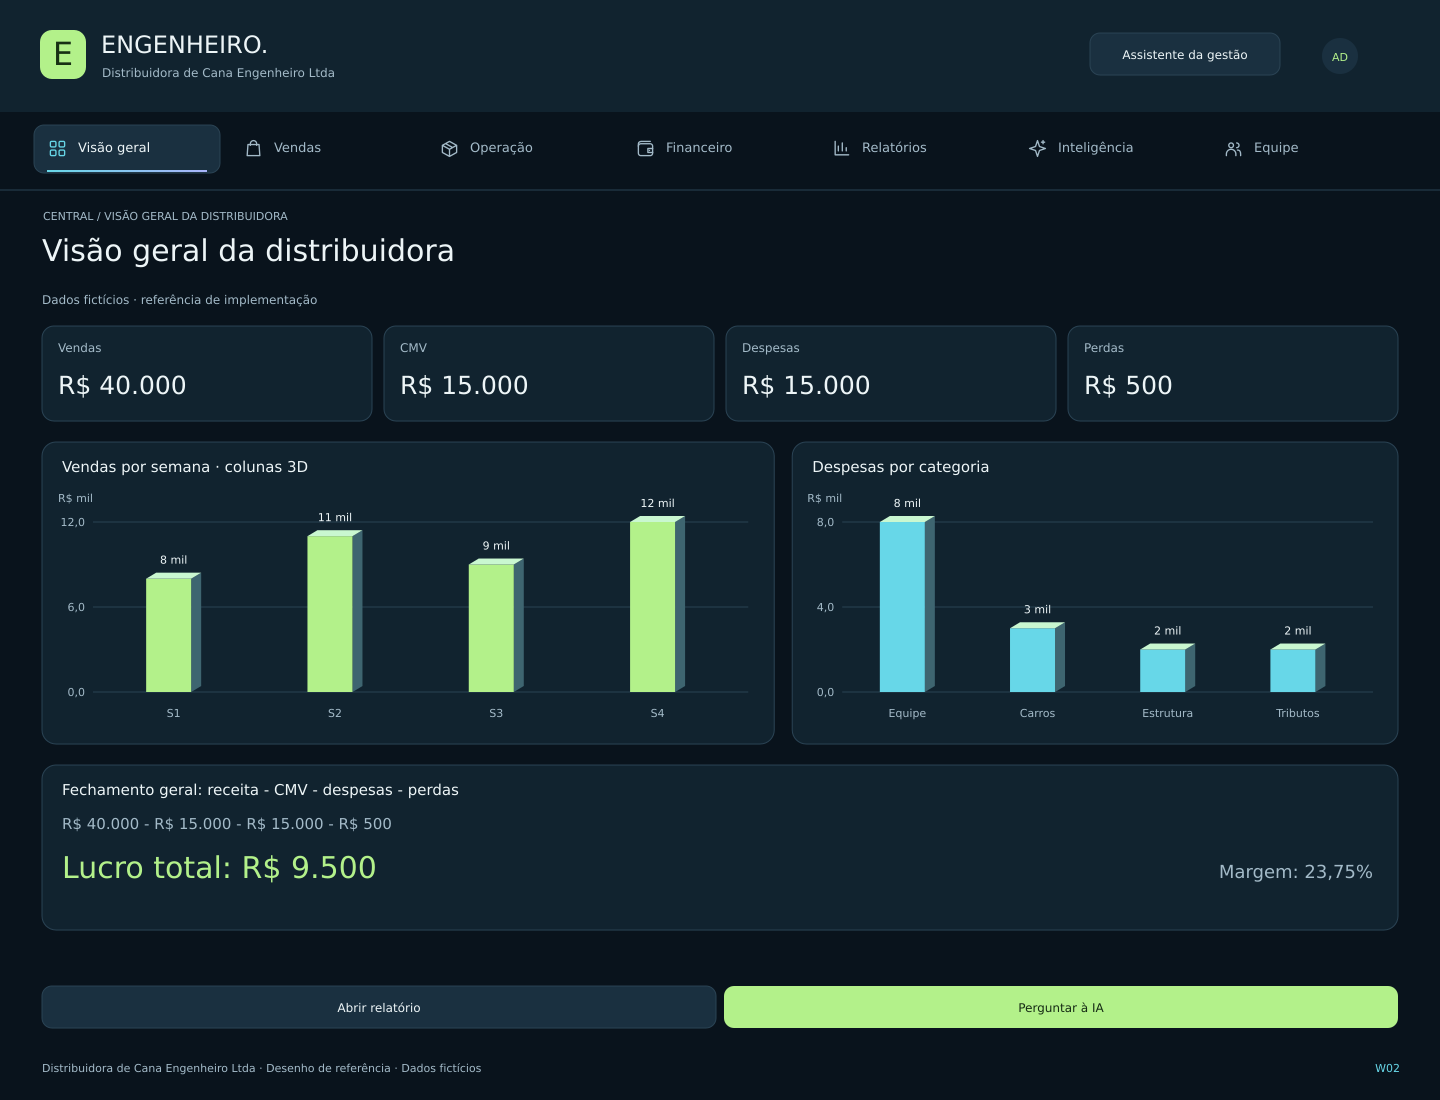 E
ENGENHEIRO.
Distribuidora de Cana Engenheiro Ltda
Assistente da gestão
AD
Visão geral
Vendas
Operação
Financeiro
Relatórios
Inteligência
Equipe
CENTRAL / VISÃO GERAL DA DISTRIBUIDORA
Visão geral da distribuidora
Dados fictícios · referência de implementação
Vendas
R$ 40.000
CMV
R$ 15.000
Despesas
R$ 15.000
Perdas
R$ 500
Vendas por semana · colunas 3D
R$ mil
12,0
6,0
0,0
8 mil
11 mil
9 mil
12 mil
S1
S2
S3
S4
Despesas por categoria
R$ mil
8,0
4,0
0,0
8 mil
3 mil
2 mil
2 mil
Equipe
Carros
Estrutura
Tributos
Fechamento geral: receita - CMV - despesas - perdas
R$ 40.000 - R$ 15.000 - R$ 15.000 - R$ 500
Lucro total: R$ 9.500
Margem: 23,75%
Abrir relatório
Perguntar à IA
Distribuidora de Cana Engenheiro Ltda · Desenho de referência · Dados fictícios
W02